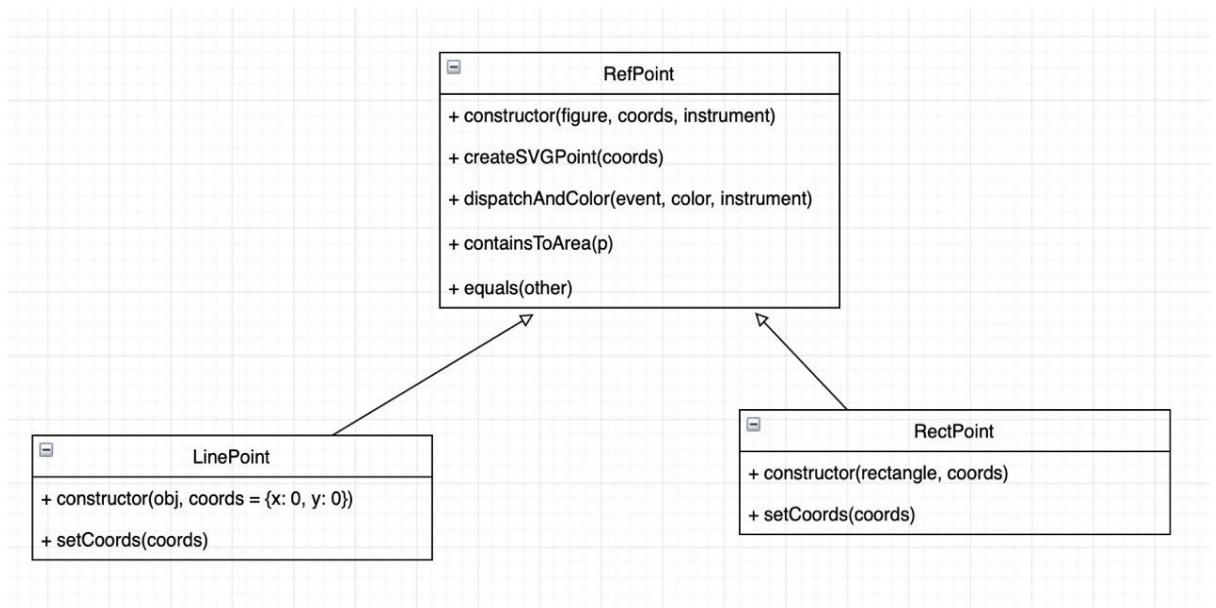 RefPoint
+ constructor(figure, coords, instrument)
+ createSVGPoint(coords)
+ dispatchAndColor(event, color, instrument)
+ containsToArea(p)
+ equals(other)
LinePoint
+ constructor(obj, coords = {x: 0, y: 0})
+ setCoords(coords)
RectPoint
+ constructor(rectangle, coords)
+ setCoords(coords)